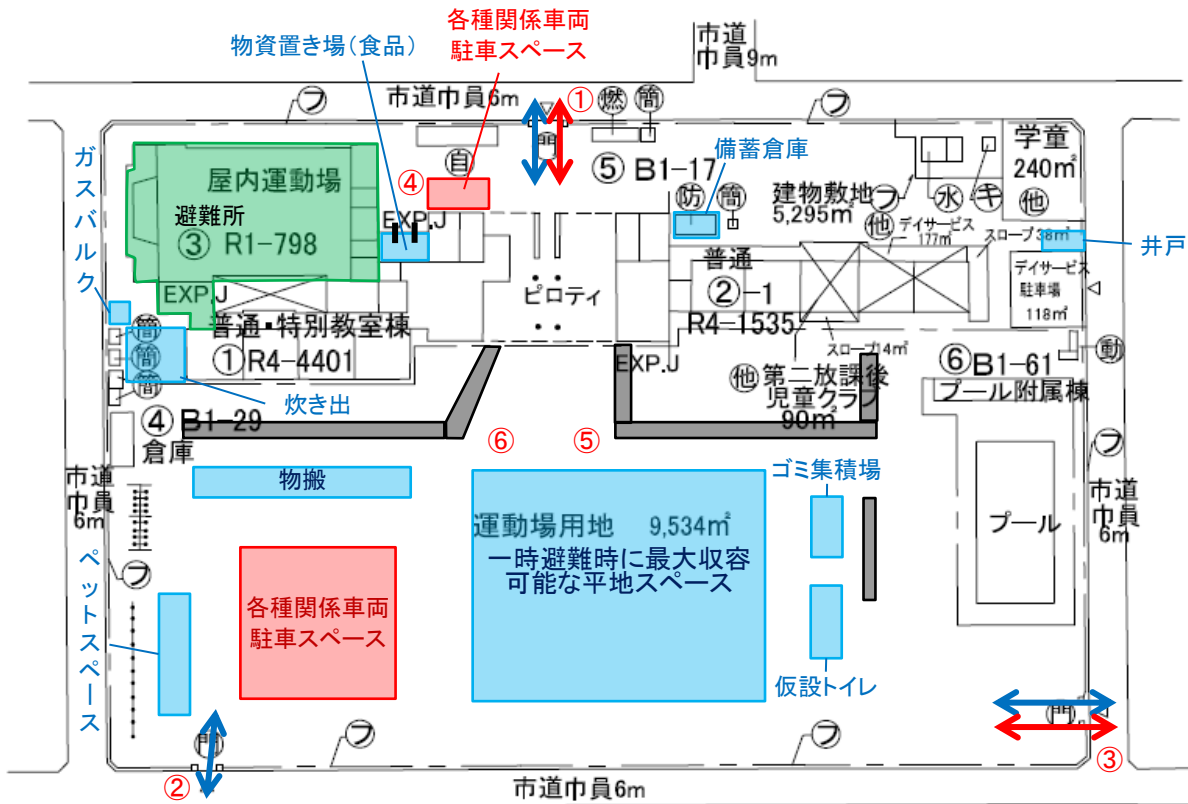 各種関係車両
駐車スペース
物資置き場(食品)
市道
巾員9m
市道巾員6m
①
燃
簡
フ
フ
門
学童
240㎡
他
ガスバルク
屋内運動場
避難所
③ R1-798
自
④
⑤ B1-17
備蓄倉庫
防
簡
建物敷地
5,295㎡
フ
水
キ
EXP.J
他
デイサービス
177㎡
スロープ38㎡
井戸
デイサービス
駐車場
118㎡
普通
②-1
R4-1535
ピロティ
EXP.J
普通・特別教室棟
①R4-4401
簡
簡
簡
スロープ14㎡
EXP.J
他
第二放課後
児童クラブ
90㎡
⑥B1-61
プール附属棟
動
炊き出
④ B1-29
倉庫
⑥
⑤
フ
市道
巾員
6m
物搬
ゴミ集積場
運動場用地 9,534㎡
一時避難時に最大収容
可能な平地スペース
プール
市道
巾員
6m
フ
ペットスペース
各種関係車両
駐車スペース
仮設トイレ
門
門
フ
フ
②
③
市道巾員6m